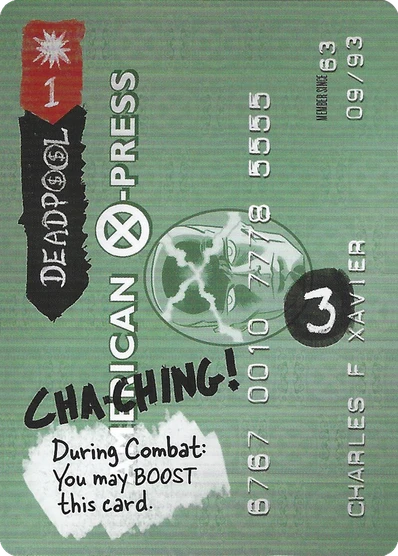 1
DEADPOOL
MEDICAN X-PRESS
MEMBER SINCE 63
09/93
6767 0010 7778 5555
CHARLES F XAVIER
3
CHA-CHING!
During Combat:
You may BOOST
this card.